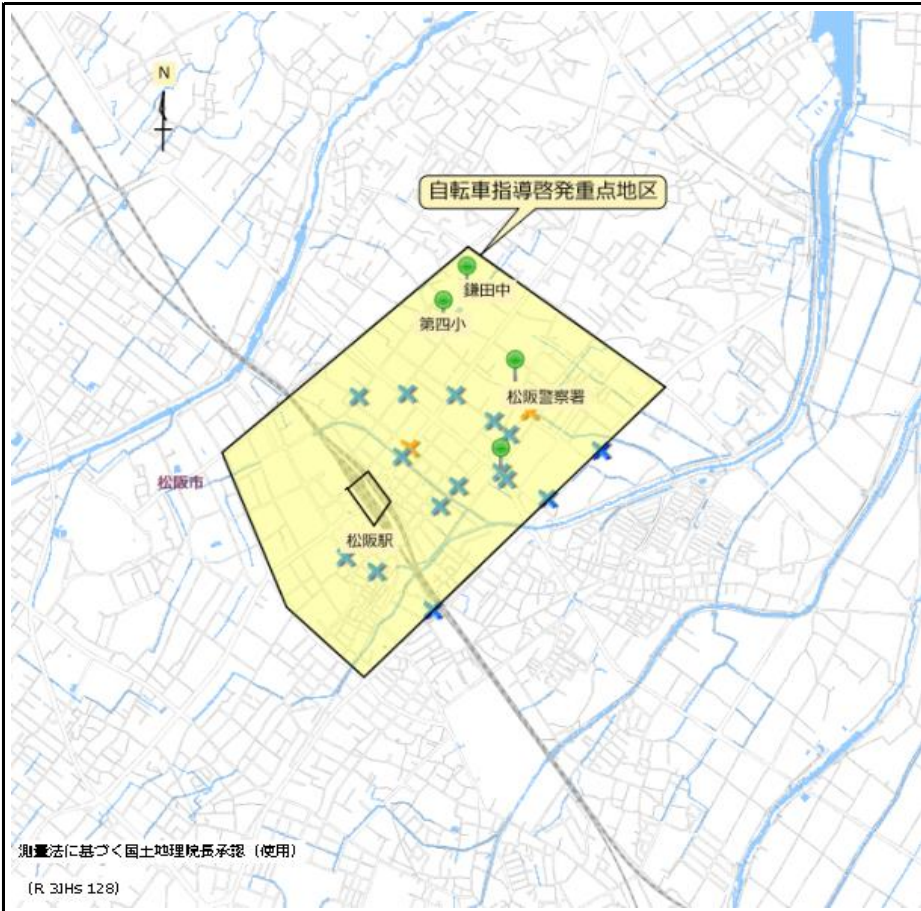 N
自転車指導啓発重点地区
鎌田中
第四小
松阪警察署
松阪市
松阪駅
測量法に基づく国土地理院長承認（使用）
（R 3JHS 128）